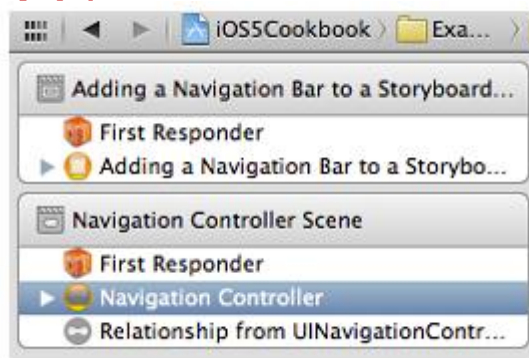 iOS5Cookbook Exa...
Adding a Navigation Bar to a Storyboard...
First Responder
Adding a Navigation Bar to a Storybo...
Navigation Controller Scene
First Responder
Navigation Controller
Relationship from UINavigationContr...